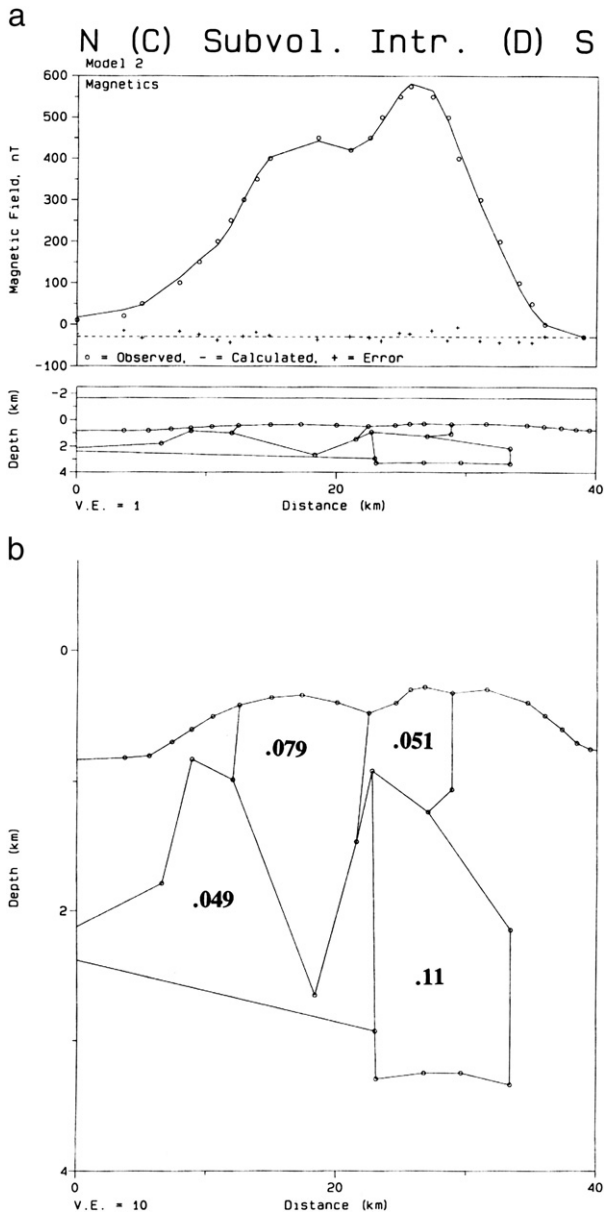 a
N (C) Subvol. Intr. (D) S
Model 2
Magnetics
600
500
400
300
200
100
0
-100
Magnetic Field, nT
o = Observed, - = Calculated, + = Error
-2
0
2
4
Depth (km)
0
20
40
V.E. = 1
Distance (km)
b
0
2
4
Depth (km)
.079
.051
.049
.11
0
20
40
V.E. = 10
Distance (km)